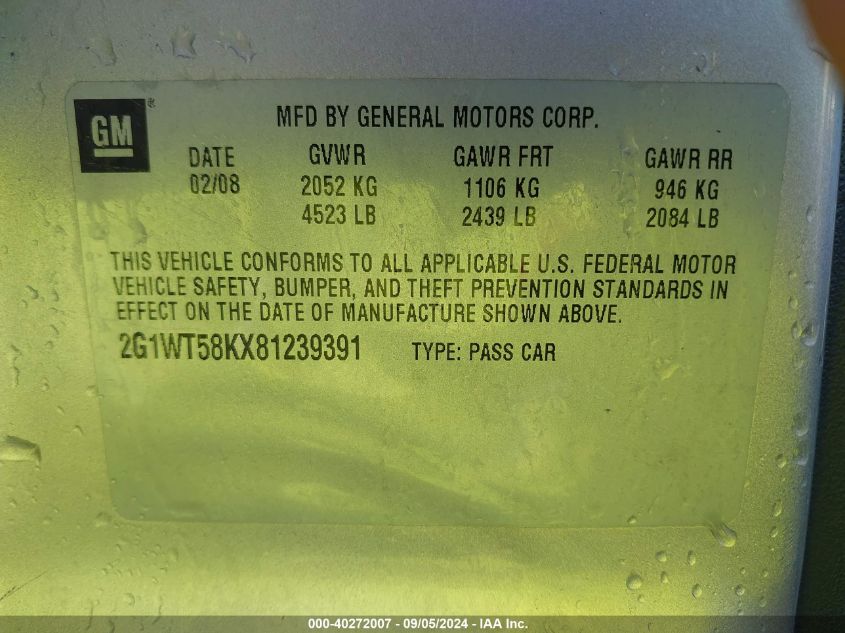 GM®
MFD BY GENERAL MOTORS CORP.
DATE GVWR GAWR FRT GAWR RR
02/08 2052 KG 1106 KG 946 KG
4523 LB 2439 LB 2084 LB
THIS VEHICLE CONFORMS TO ALL APPLICABLE U.S. FEDERAL MOTOR
VEHICLE SAFETY, BUMPER, AND THEFT PREVENTION STANDARDS IN
EFFECT ON THE DATE OF MANUFACTURE SHOWN ABOVE.
2G1WT58KX81239391 TYPE: PASS CAR
000-40272007 - 09/05/2024 - IAA Inc.